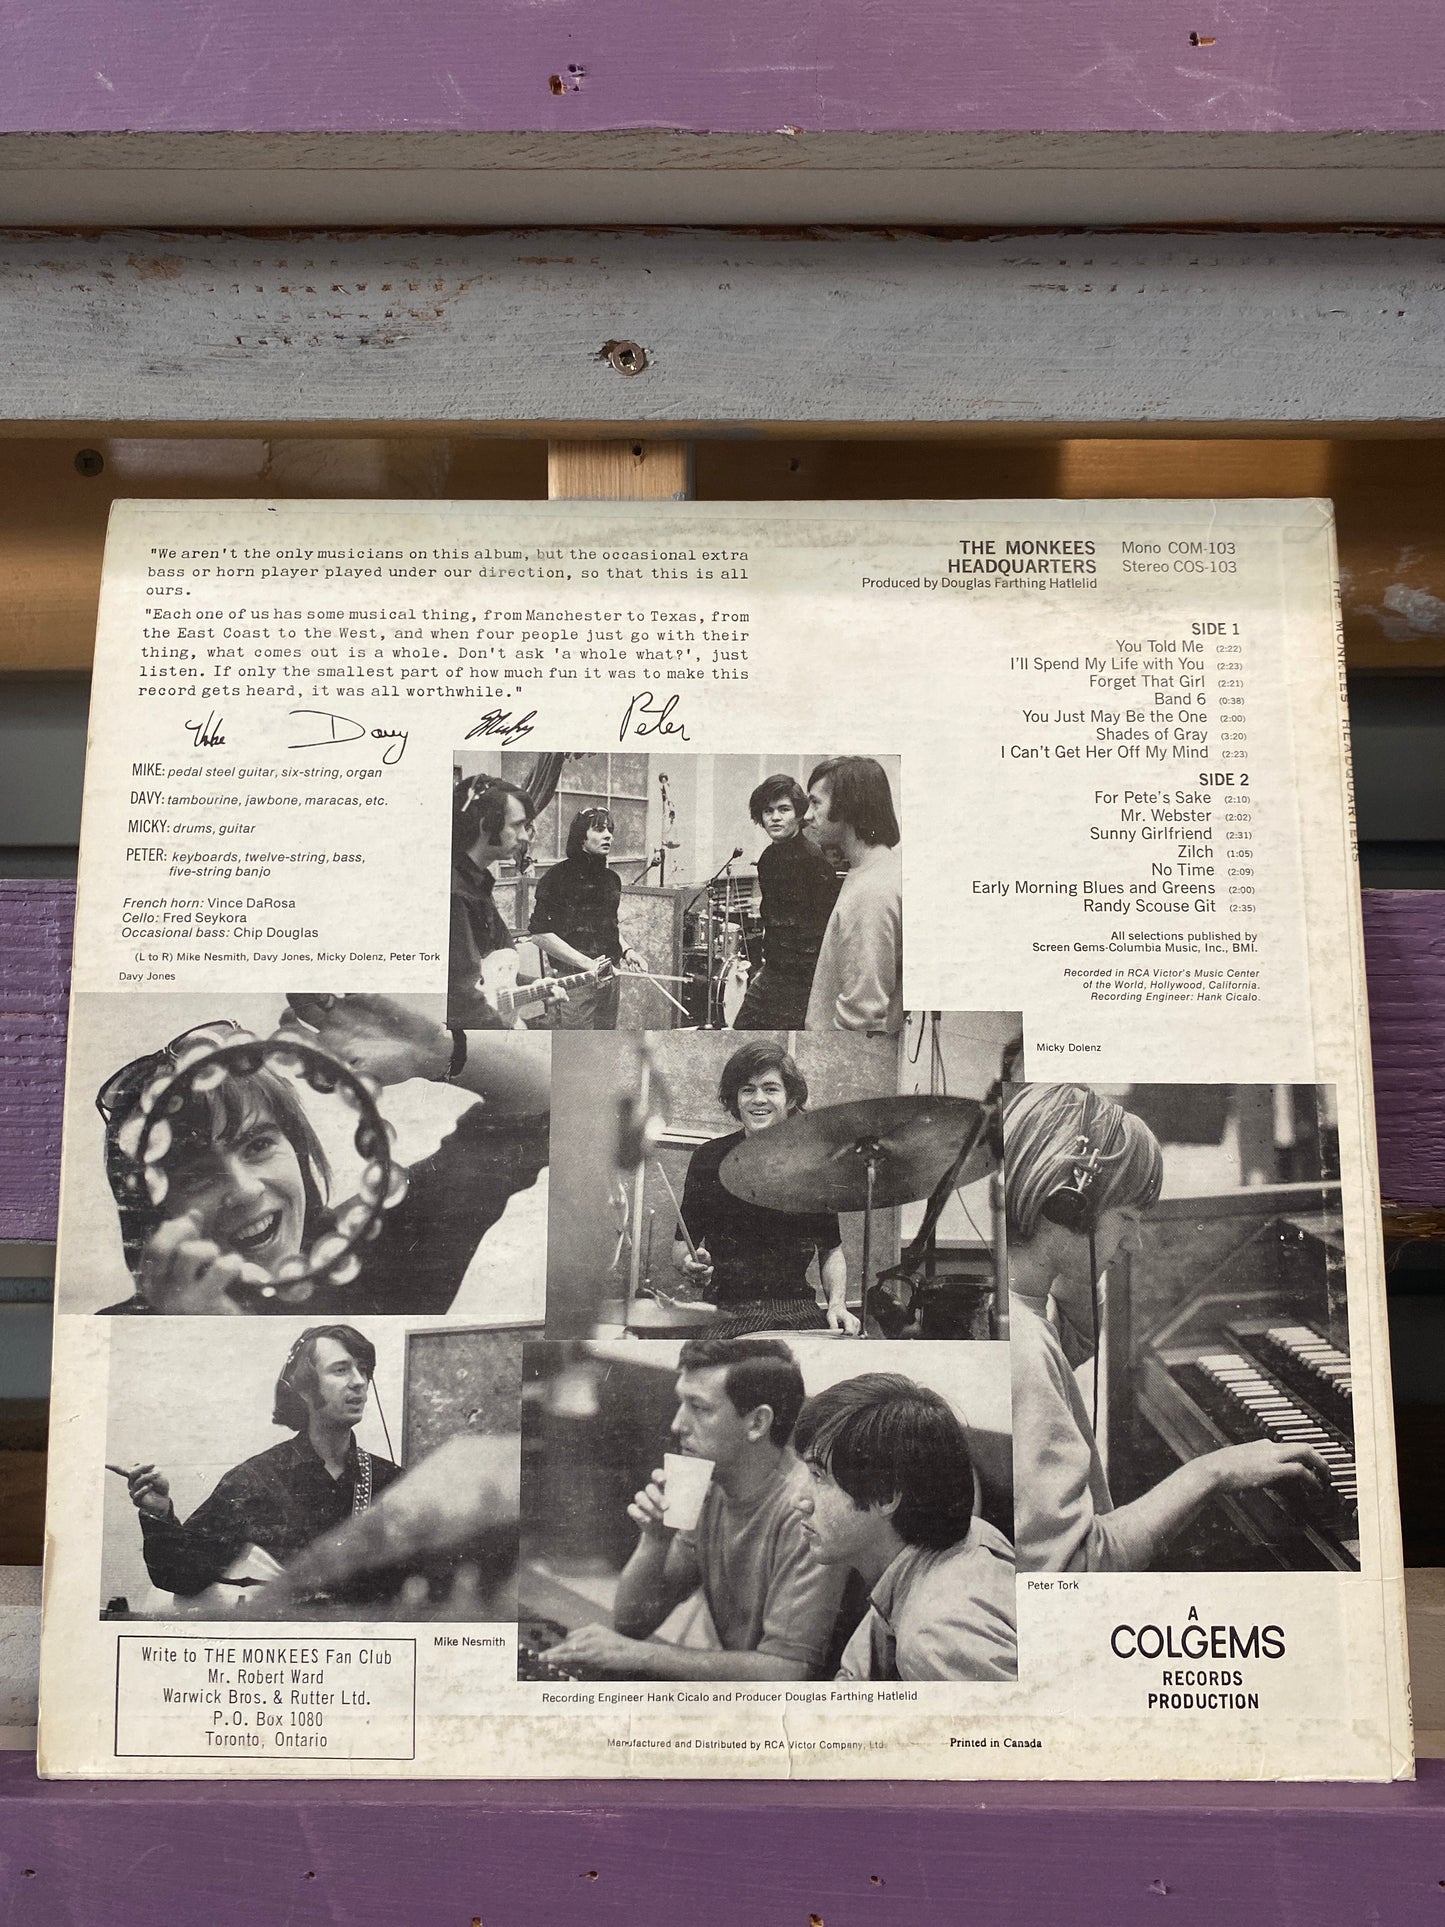 "We aren't the only musicians on this album, but the occasional extra
bass or horn player played under our direction, so that this is all
ours.
"Each one of us has some musical thing, from Manchester to Texas, from
the East Coast to the West, and when four people just go with their
thing, what comes out is a whole. Don't ask 'a whole what?', just
listen. If only the smallest part of how much fun it was to make this
record gets heard, it was all worthwhile."
Mike Davy Micky Peter
MIKE: pedal steel guitar, six-string, organ
DAVY: tambourine, jawbone, maracas, etc.
MICKY: drums, guitar
PETER: keyboards, twelve-string, bass,
five-string banjo
French horn: Vince DaRosa
Cello: Fred Seykora
Occasional bass: Chip Douglas
(L to R) Mike Nesmith, Davy Jones, Micky Dolenz, Peter Tork
Davy Jones
THE MONKEES Mono COM-103
HEADQUARTERS Stereo COS-103
Produced by Douglas Farthing Hatlelid
SIDE 1
You Told Me (2:22)
I'll Spend My Life with You (2:23)
Forget That Girl (2:21)
Band 6 (0:38)
You Just May Be the One (2:00)
Shades of Gray (3:20)
I Can't Get Her Off My Mind (2:23)
SIDE 2
For Pete's Sake (2:10)
Mr. Webster (2:02)
Sunny Girlfriend (2:31)
Zilch (1:05)
No Time (2:09)
Early Morning Blues and Greens (2:00)
Randy Scouse Git (2:35)
All selections published by
Screen Gems-Columbia Music, Inc., BMI.
Recorded in RCA Victor's Music Center
of the World, Hollywood, California.
Recording Engineer: Hank Cicalo.
Micky Dolenz
THE MONKEES HEADQUARTERS
Peter Tork
Mike Nesmith
Write to THE MONKEES Fan Club
Mr. Robert Ward
Warwick Bros. & Rutter Ltd.
P.O. Box 1080
Toronto, Ontario
Recording Engineer Hank Cicalo and Producer Douglas Farthing Hatlelid
Manufactured and Distributed by RCA Victor Company, Ltd.
Printed in Canada
A
COLGEMS
RECORDS
PRODUCTION